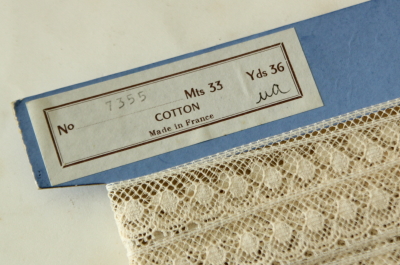 No 7355 Mts 33 Yds 36
COTTON
Made in France